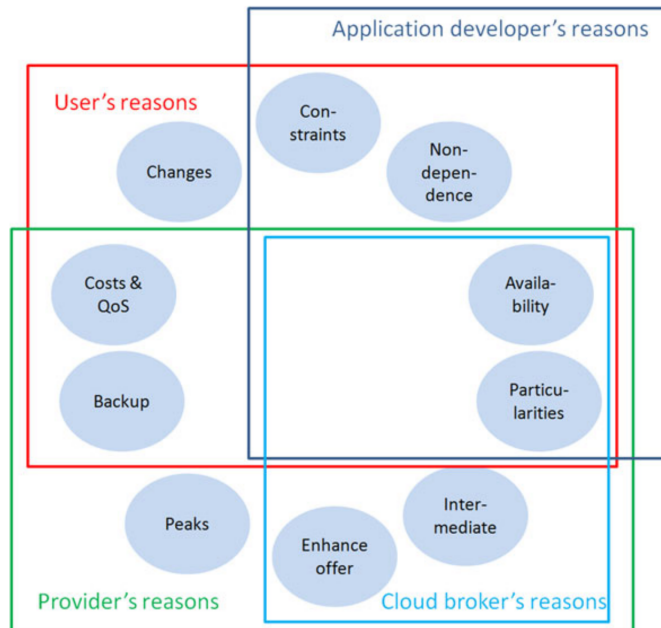 Application developer's reasons
User's reasons
Con-
straints
Non-
depen-
dence
Changes
Costs &
QoS
Availa-
bility
Backup
Particu-
larities
Peaks
Inter-
mediate
Enhance
offer
Provider's reasons
Cloud broker's reasons